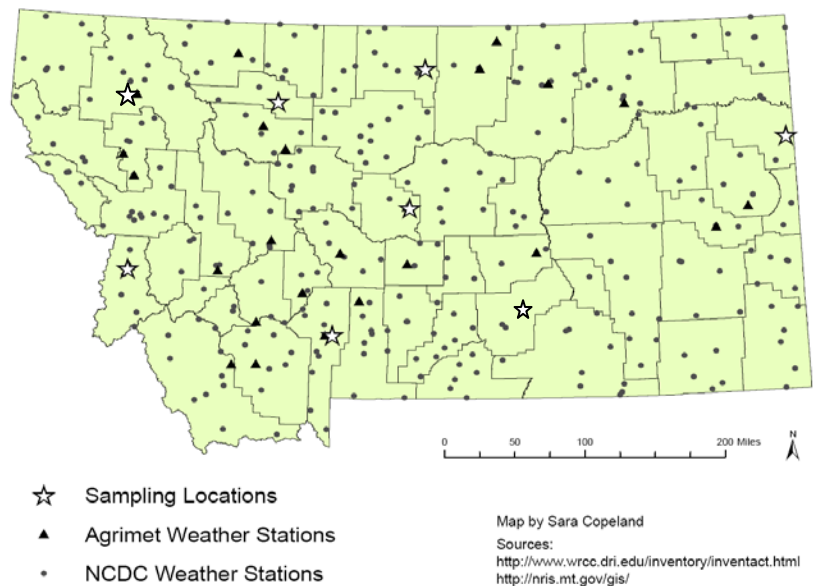 0 50 100 200 Miles
N
Sampling Locations
Agrimet Weather Stations
NCDC Weather Stations
Map by Sara Copeland
Sources:
http://www.wrcc.dri.edu/inventory/inventact.html
http://nris.mt.gov/gis/